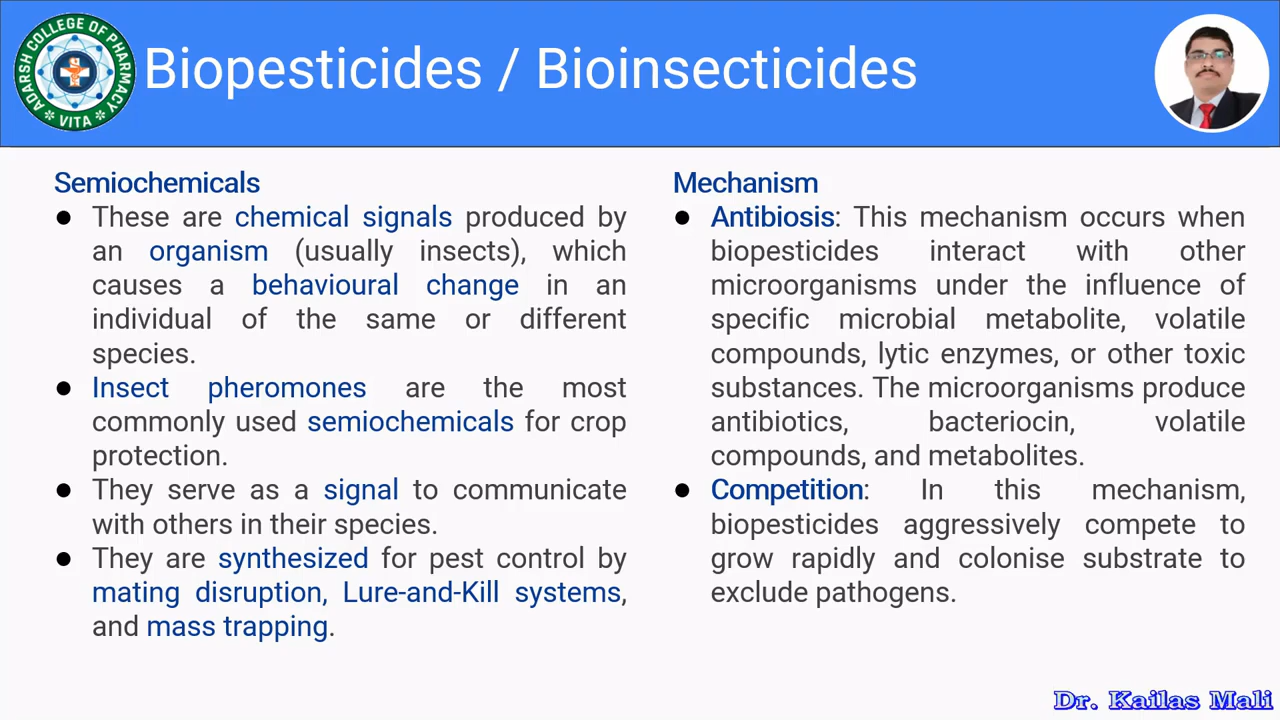 ADARSH COLLEGE OF PHARMACY
* VITA *
Biopesticides / Bioinsecticides
Semiochemicals
● These are chemical signals produced by
an organism (usually insects), which
causes a behavioural change in an
individual of the same or different
species.
● Insect pheromones are the most
commonly used semiochemicals for crop
protection.
● They serve as a signal to communicate
with others in their species.
● They are synthesized for pest control by
mating disruption, Lure-and-Kill systems,
and mass trapping.
Mechanism
● Antibiosis: This mechanism occurs when
biopesticides interact with other
microorganisms under the influence of
specific microbial metabolite, volatile
compounds, lytic enzymes, or other toxic
substances. The microorganisms produce
antibiotics, bacteriocin, volatile
compounds, and metabolites.
● Competition: In this mechanism,
biopesticides aggressively compete to
grow rapidly and colonise substrate to
exclude pathogens.
Dr. Kailas Mali